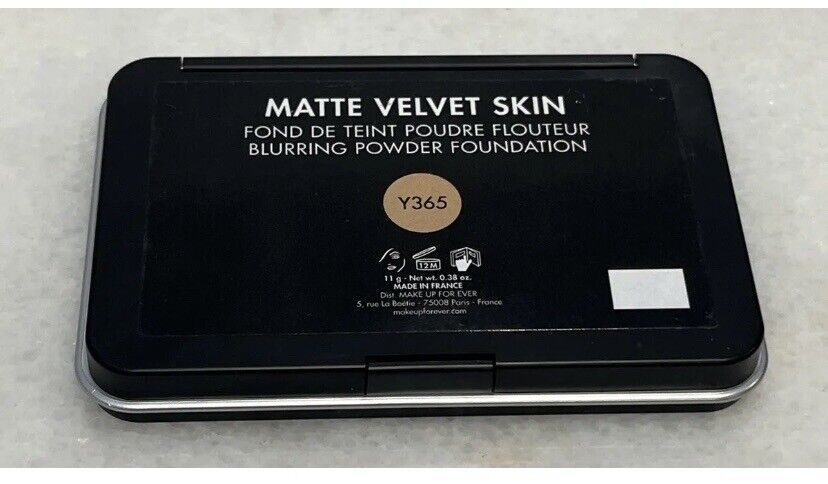 MATTE VELVET SKIN
FOND DE TEINT POUDRE FLOUTEUR
BLURRING POWDER FOUNDATION
Y365
12M
11 g - Net wt. 0.38 oz.
MADE IN FRANCE
Dist. MAKE UP FOR EVER
5, rue La Boétie - 75008 Paris - France
makeupforever.com